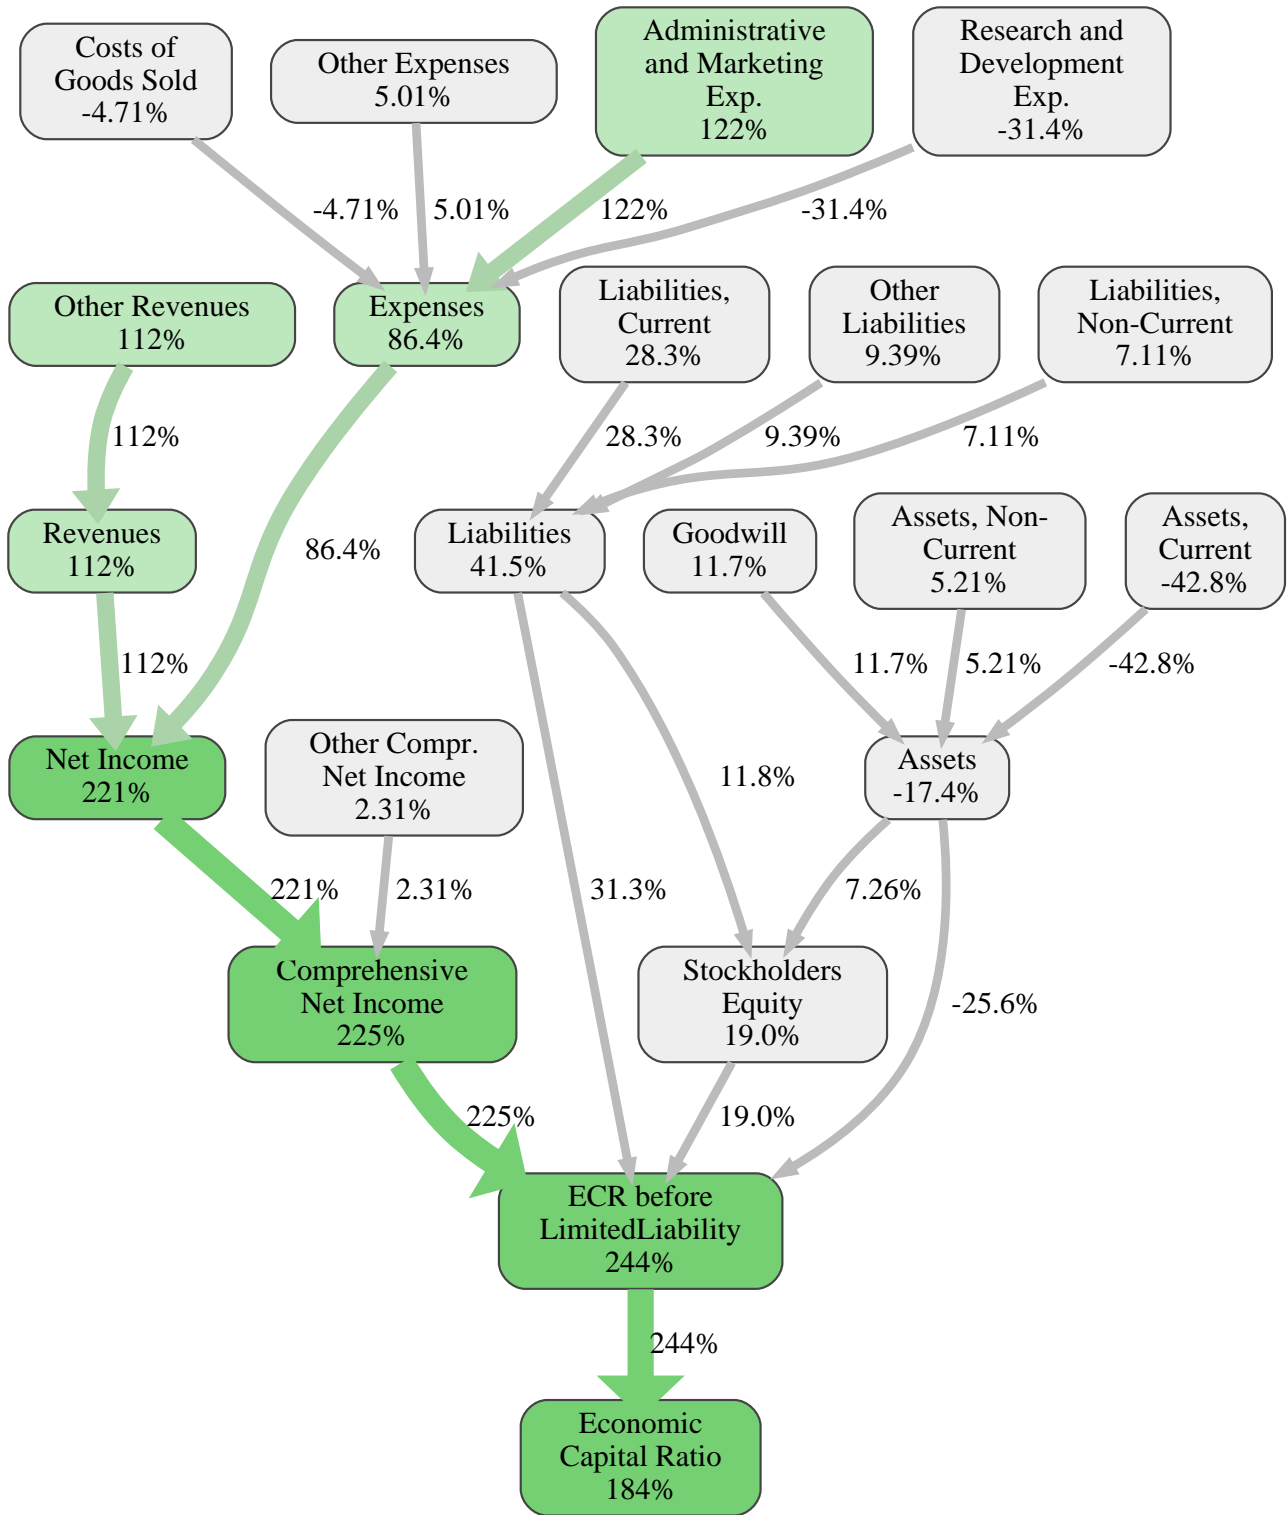 Costs of
Goods Sold
-4.71%
Other Expenses
5.01%
Administrative
and Marketing
Exp.
122%
Research and
Development
Exp.
-31.4%
-4.71%
5.01%
122%
-31.4%
Other Revenues
112%
Expenses
86.4%
Liabilities,
Current
28.3%
Other
Liabilities
9.39%
Liabilities,
Non-Current
7.11%
112%
28.3%
9.39%
7.11%
Revenues
112%
86.4%
Liabilities
41.5%
Goodwill
11.7%
Assets, Non-
Current
5.21%
Assets,
Current
-42.8%
112%
11.7%
5.21%
-42.8%
Net Income
221%
Other Compr.
Net Income
2.31%
11.8%
Assets
-17.4%
221%
2.31%
31.3%
7.26%
Comprehensive
Net Income
225%
Stockholders
Equity
19.0%
-25.6%
225%
19.0%
ECR before
LimitedLiability
244%
244%
Economic
Capital Ratio
184%